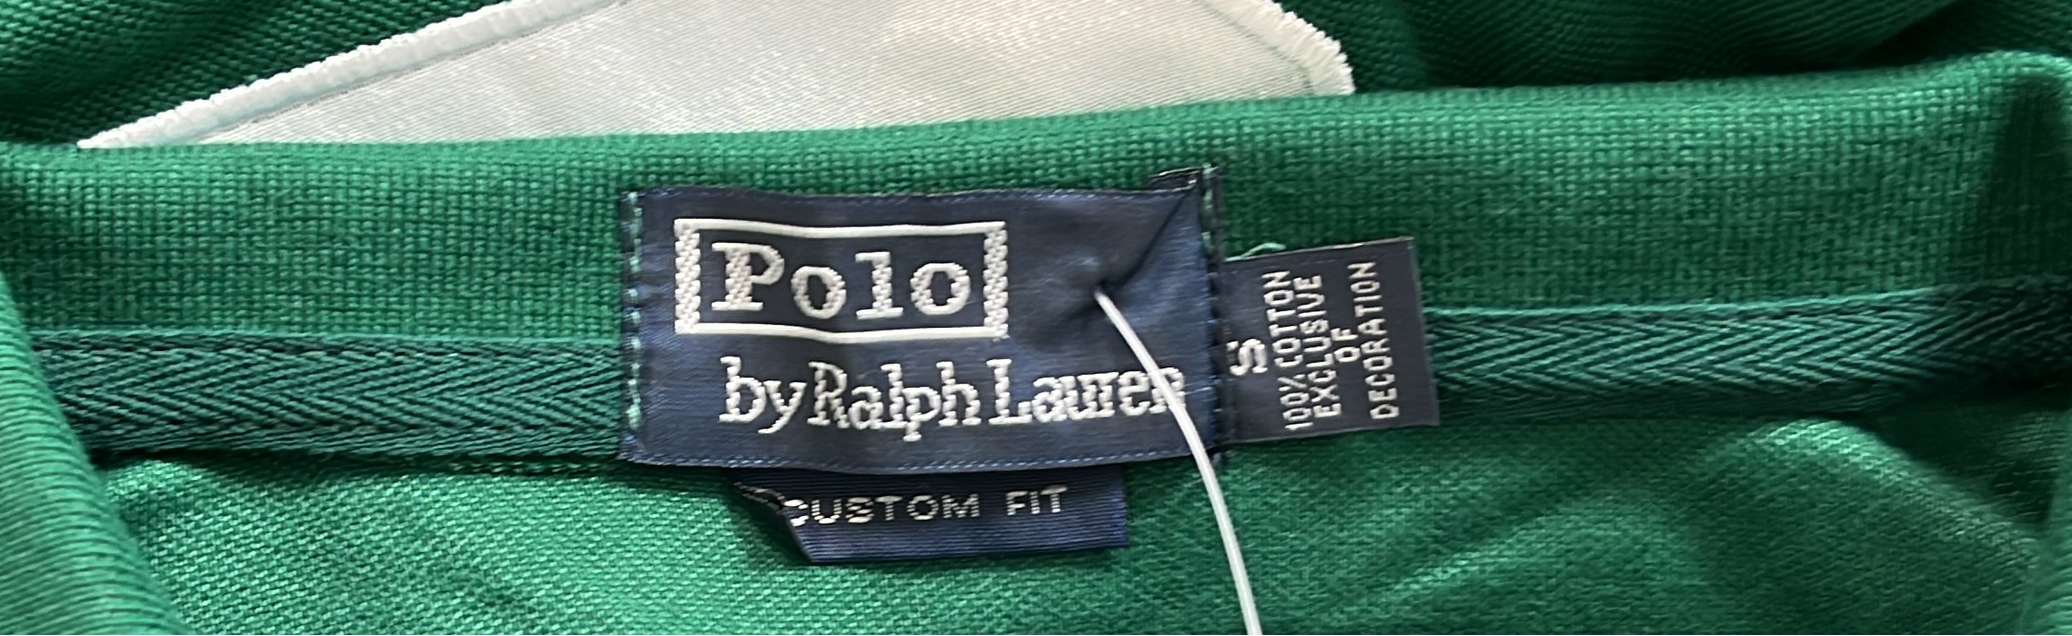 Polo
by Ralph Lauren
S
100% COTTON
EXCLUSIVE
OF
DECORATION
CUSTOM FIT